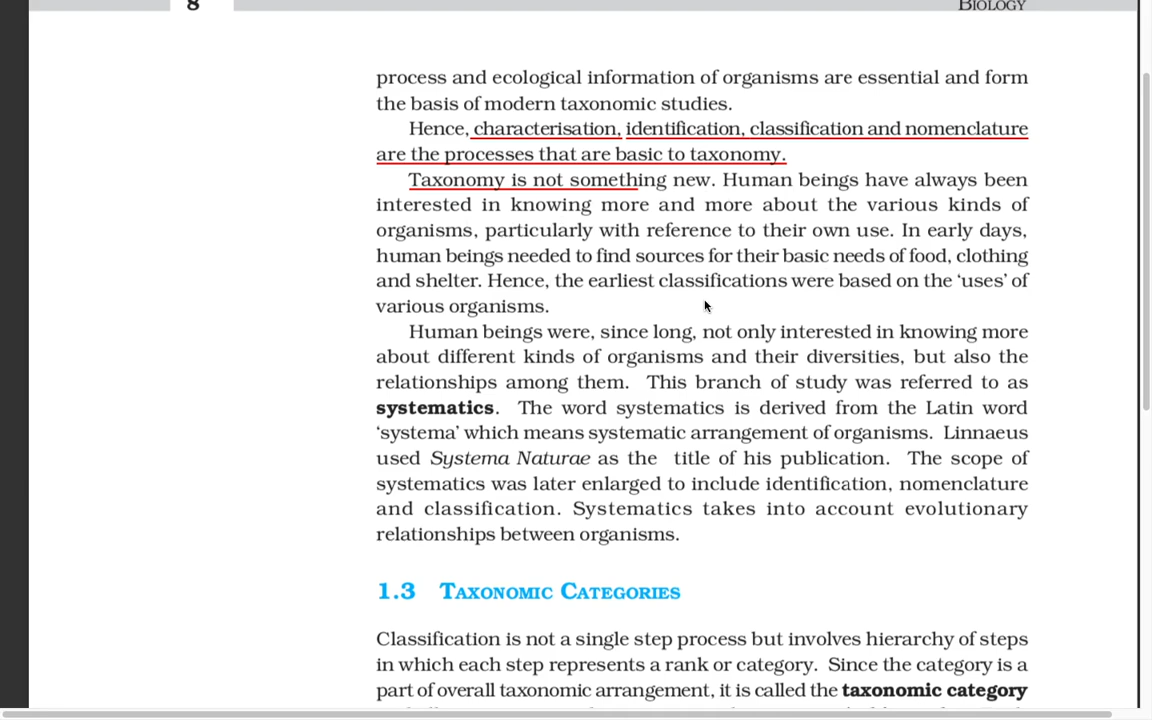 8
BIOLOGY
process and ecological information of organisms are essential and form
the basis of modern taxonomic studies.
Hence, characterisation, identification, classification and nomenclature
are the processes that are basic to taxonomy.
Taxonomy is not something new. Human beings have always been
interested in knowing more and more about the various kinds of
organisms, particularly with reference to their own use. In early days,
human beings needed to find sources for their basic needs of food, clothing
and shelter. Hence, the earliest classifications were based on the ‘uses’ of
various organisms.
Human beings were, since long, not only interested in knowing more
about different kinds of organisms and their diversities, but also the
relationships among them. This branch of study was referred to as
systematics. The word systematics is derived from the Latin word
‘systema’ which means systematic arrangement of organisms. Linnaeus
used Systema Naturae as the title of his publication. The scope of
systematics was later enlarged to include identification, nomenclature
and classification. Systematics takes into account evolutionary
relationships between organisms.
1.3 TAXONOMIC CATEGORIES
Classification is not a single step process but involves hierarchy of steps
in which each step represents a rank or category. Since the category is a
part of overall taxonomic arrangement, it is called the taxonomic category